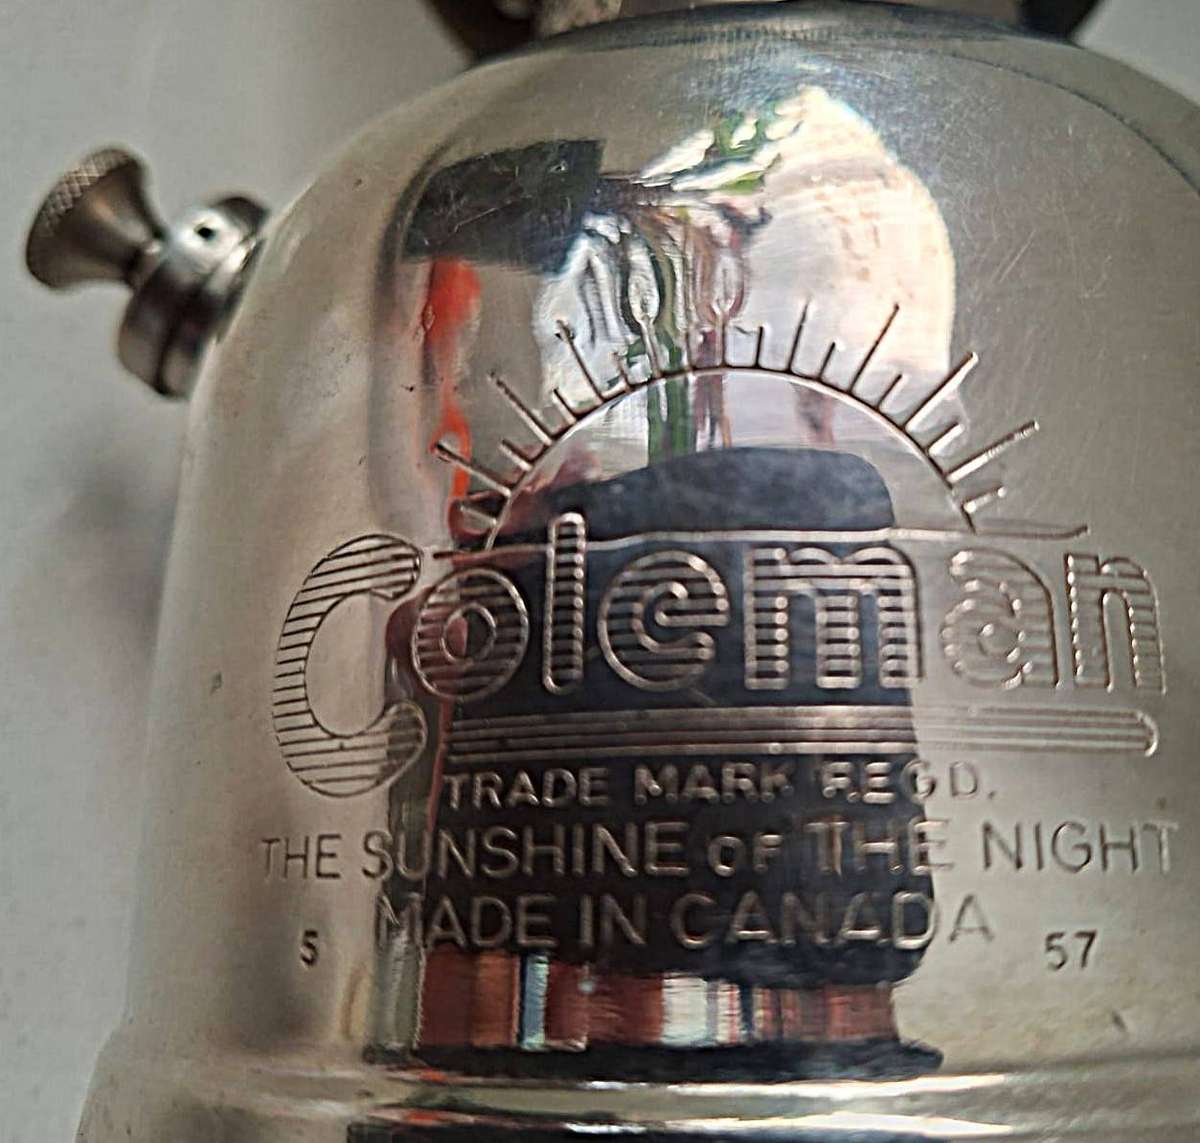 Coleman
TRADE MARK REGD.
THE SUNSHINE OF THE NIGHT
MADE IN CANADA
5 57